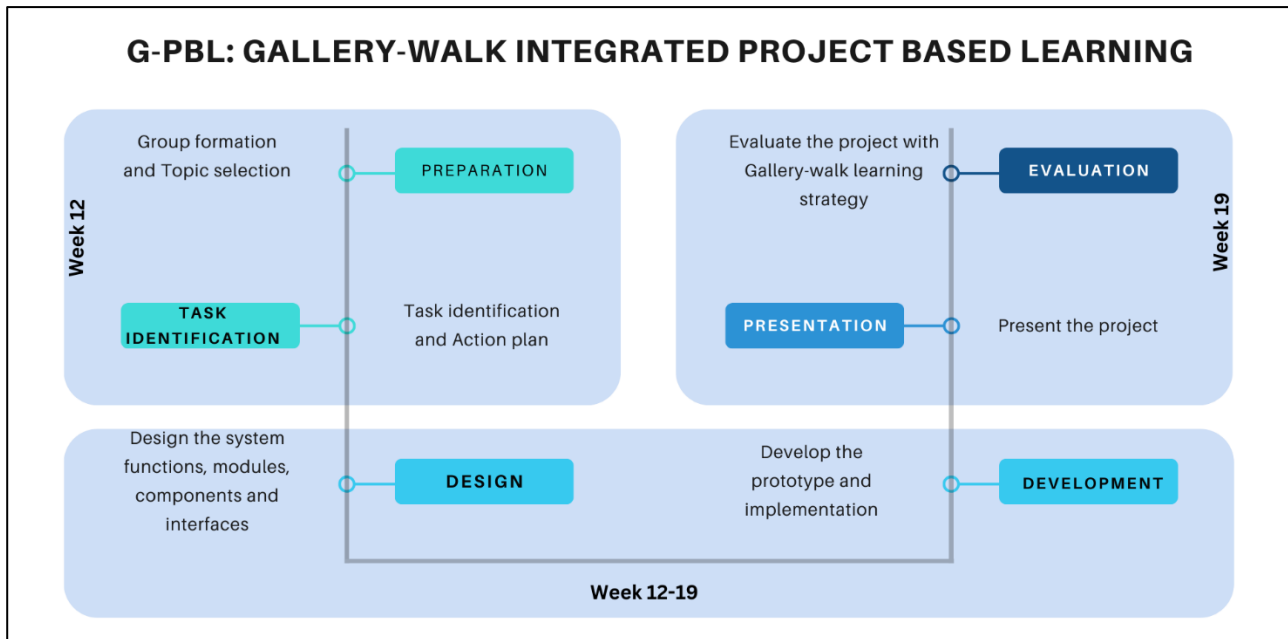 G-PBL: GALLERY-WALK INTEGRATED PROJECT BASED LEARNING
Week 12
Group formation
and Topic selection
PREPARATION
TASK
IDENTIFICATION
Task identification
and Action plan
Design the system
functions, modules,
components and
interfaces
DESIGN
Week 12-19
Develop the
prototype and
implementation
DEVELOPMENT
PRESENTATION
Present the project
Evaluate the project with
Gallery-walk learning
strategy
EVALUATION
Week 19